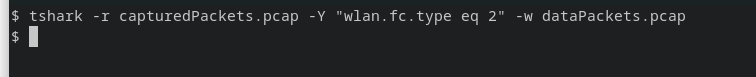 $ tshark -r capturedPackets.pcap -Y "wlan.fc.type eq 2" -w dataPackets.pcap
$